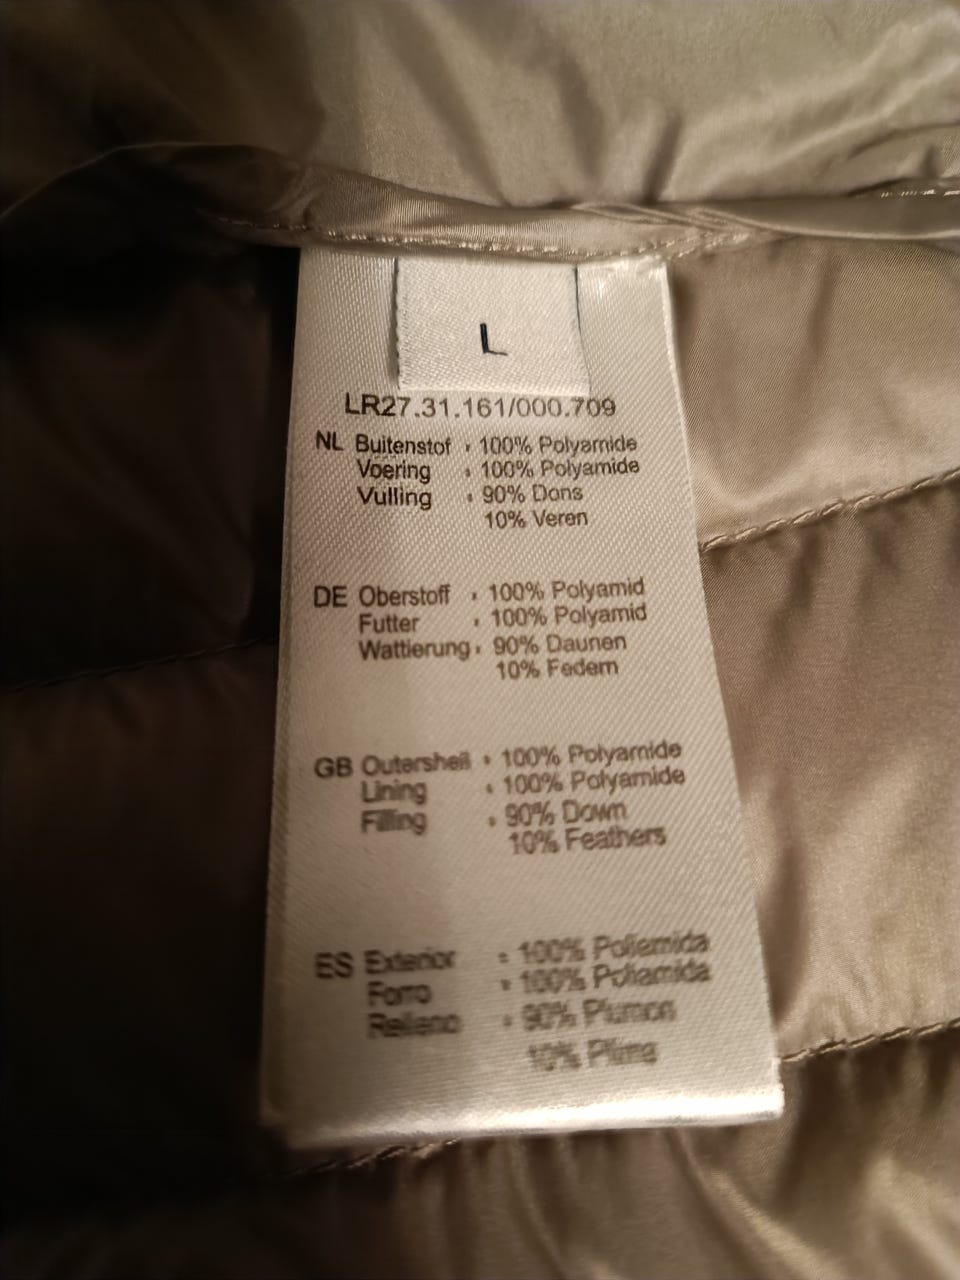 L
LR27.31.161/000.709
NL Buitenstof : 100% Polyamide
Voering : 100% Polyamide
Vulling : 90% Dons
10% Veren
DE Oberstoff : 100% Polyamid
Futter : 100% Polyamid
Wattierung : 90% Daunen
10% Federn
GB Outershell : 100% Polyamide
Lining : 100% Polyamide
Filling : 90% Down
10% Feathers
ES Exterior : 100% Poliamida
Forro : 100% Poliamida
Relleno : 90% Plumon
10%